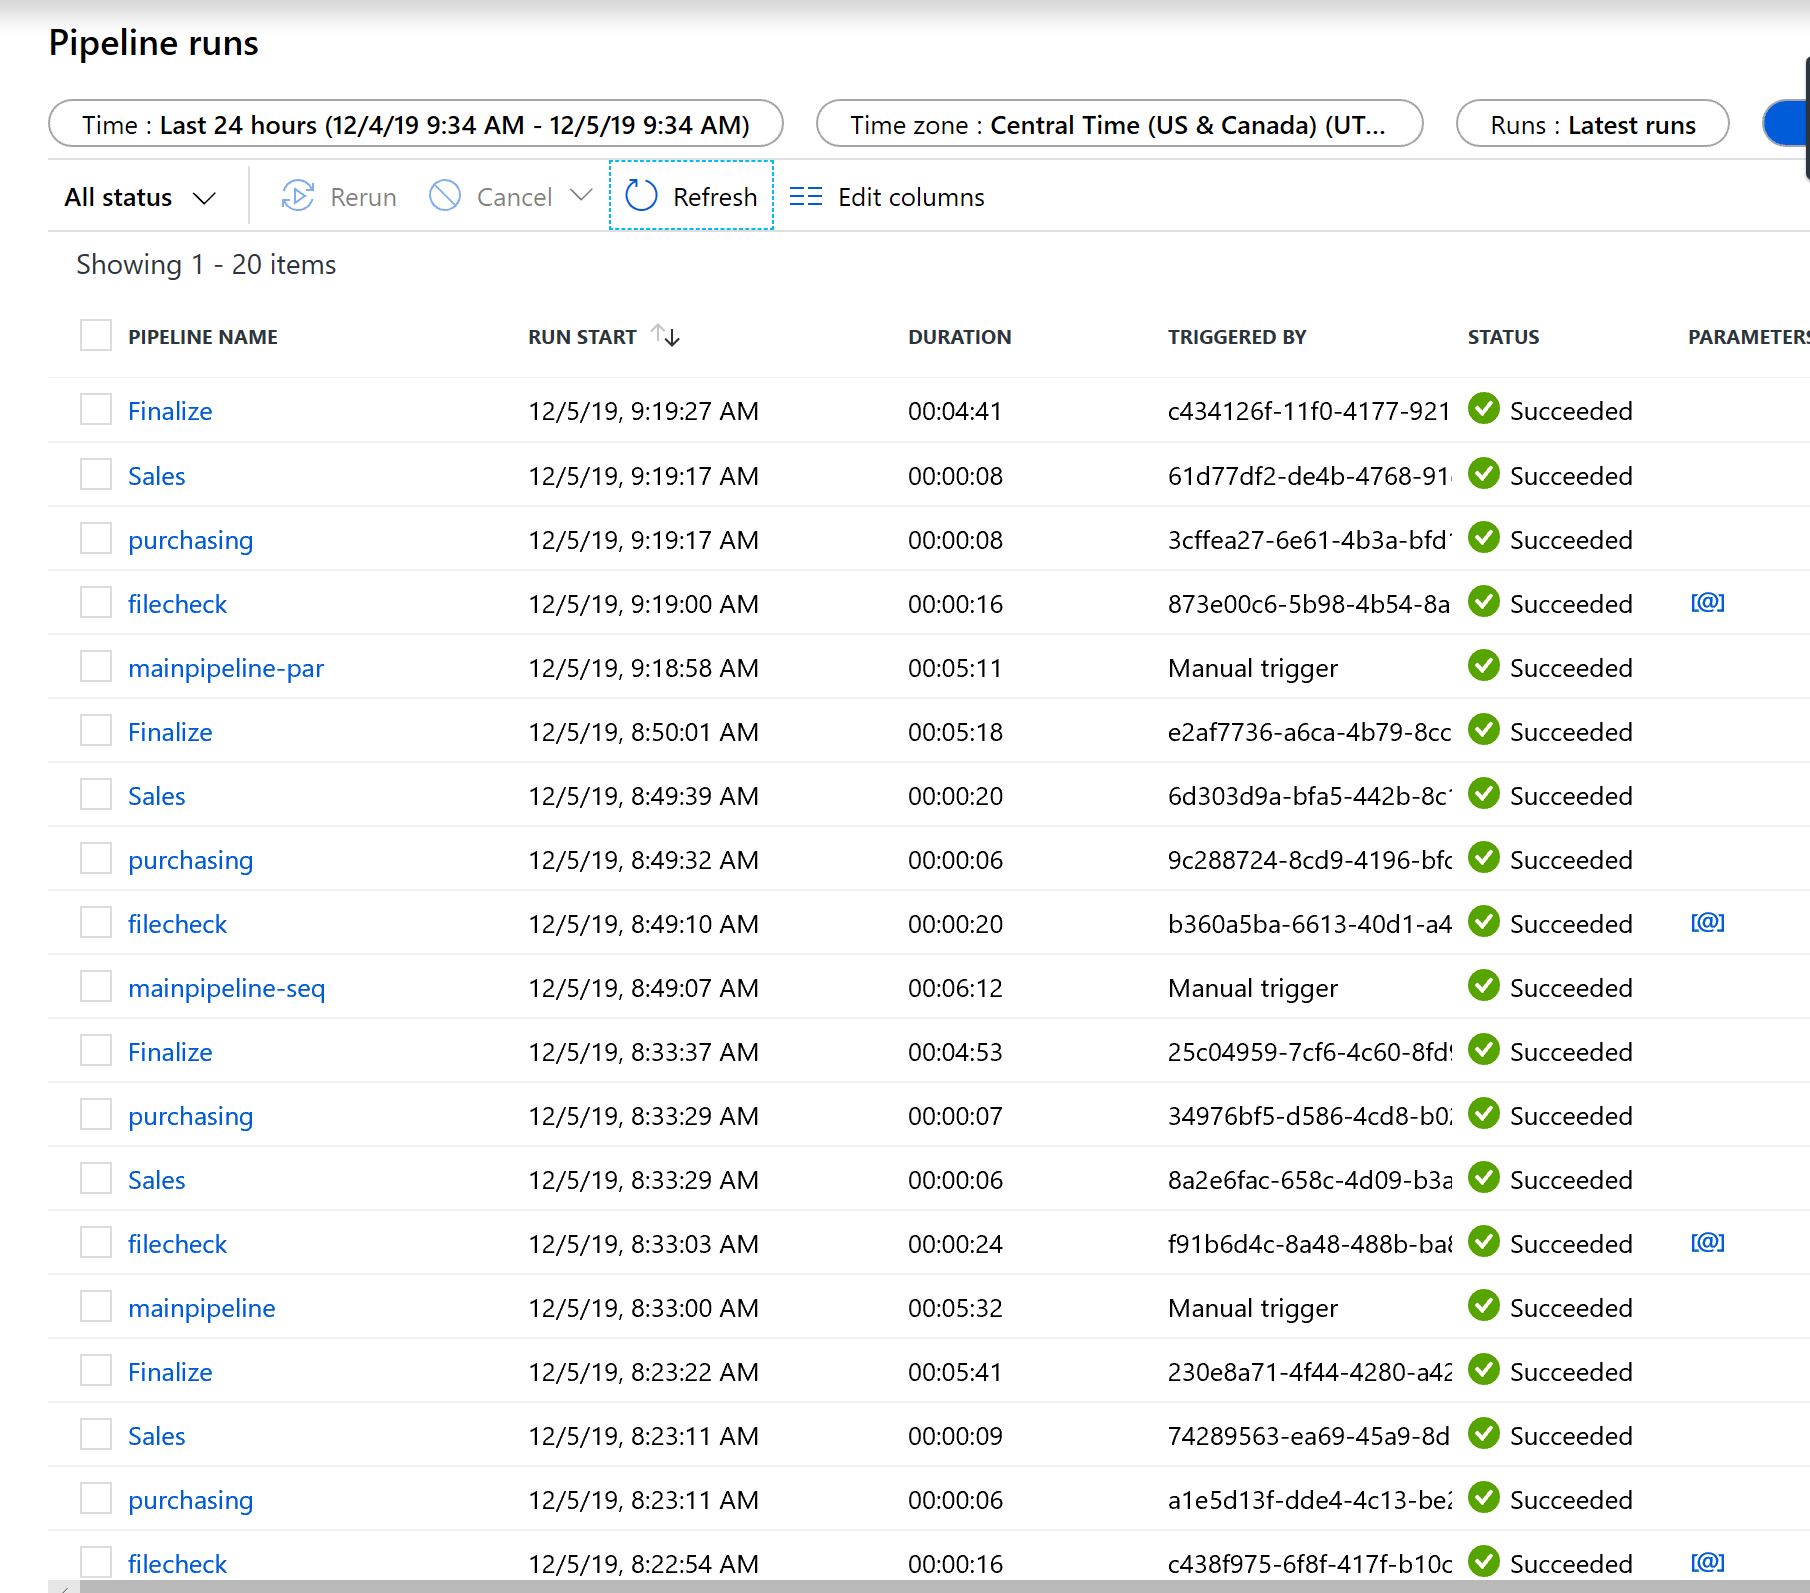 Pipeline runs
Time : Last 24 hours (12/4/19 9:34 AM - 12/5/19 9:34 AM) Time zone : Central Time (US & Canada) (UT... Runs : Latest runs
All status Rerun Cancel Refresh Edit columns
Showing 1 - 20 items
PIPELINE NAME RUN START DURATION TRIGGERED BY STATUS PARAMETERS
Finalize 12/5/19, 9:19:27 AM 00:04:41 c434126f-11f0-4177-921 Succeeded
Sales 12/5/19, 9:19:17 AM 00:00:08 61d77df2-de4b-4768-91 Succeeded
purchasing 12/5/19, 9:19:17 AM 00:00:08 3cffea27-6e61-4b3a-bfd1 Succeeded
filecheck 12/5/19, 9:19:00 AM 00:00:16 873e00c6-5b98-4b54-8a Succeeded [@]
mainpipeline-par 12/5/19, 9:18:58 AM 00:05:11 Manual trigger Succeeded
Finalize 12/5/19, 8:50:01 AM 00:05:18 e2af7736-a6ca-4b79-8cc Succeeded
Sales 12/5/19, 8:49:39 AM 00:00:20 6d303d9a-bfa5-442b-8c1 Succeeded
purchasing 12/5/19, 8:49:32 AM 00:00:06 9c288724-8cd9-4196-bfc Succeeded
filecheck 12/5/19, 8:49:10 AM 00:00:20 b360a5ba-6613-40d1-a4 Succeeded [@]
mainpipeline-seq 12/5/19, 8:49:07 AM 00:06:12 Manual trigger Succeeded
Finalize 12/5/19, 8:33:37 AM 00:04:53 25c04959-7cf6-4c60-8fd9 Succeeded
purchasing 12/5/19, 8:33:29 AM 00:00:07 34976bf5-d586-4cd8-b02 Succeeded
Sales 12/5/19, 8:33:29 AM 00:00:06 8a2e6fac-658c-4d09-b3a Succeeded
filecheck 12/5/19, 8:33:03 AM 00:00:24 f91b6d4c-8a48-488b-ba8 Succeeded [@]
mainpipeline 12/5/19, 8:33:00 AM 00:05:32 Manual trigger Succeeded
Finalize 12/5/19, 8:23:22 AM 00:05:41 230e8a71-4f44-4280-a42 Succeeded
Sales 12/5/19, 8:23:11 AM 00:00:09 74289563-ea69-45a9-8d Succeeded
purchasing 12/5/19, 8:23:11 AM 00:00:06 a1e5d13f-dde4-4c13-be2 Succeeded
filecheck 12/5/19, 8:22:54 AM 00:00:16 c438f975-6f8f-417f-b10c Succeeded [@]